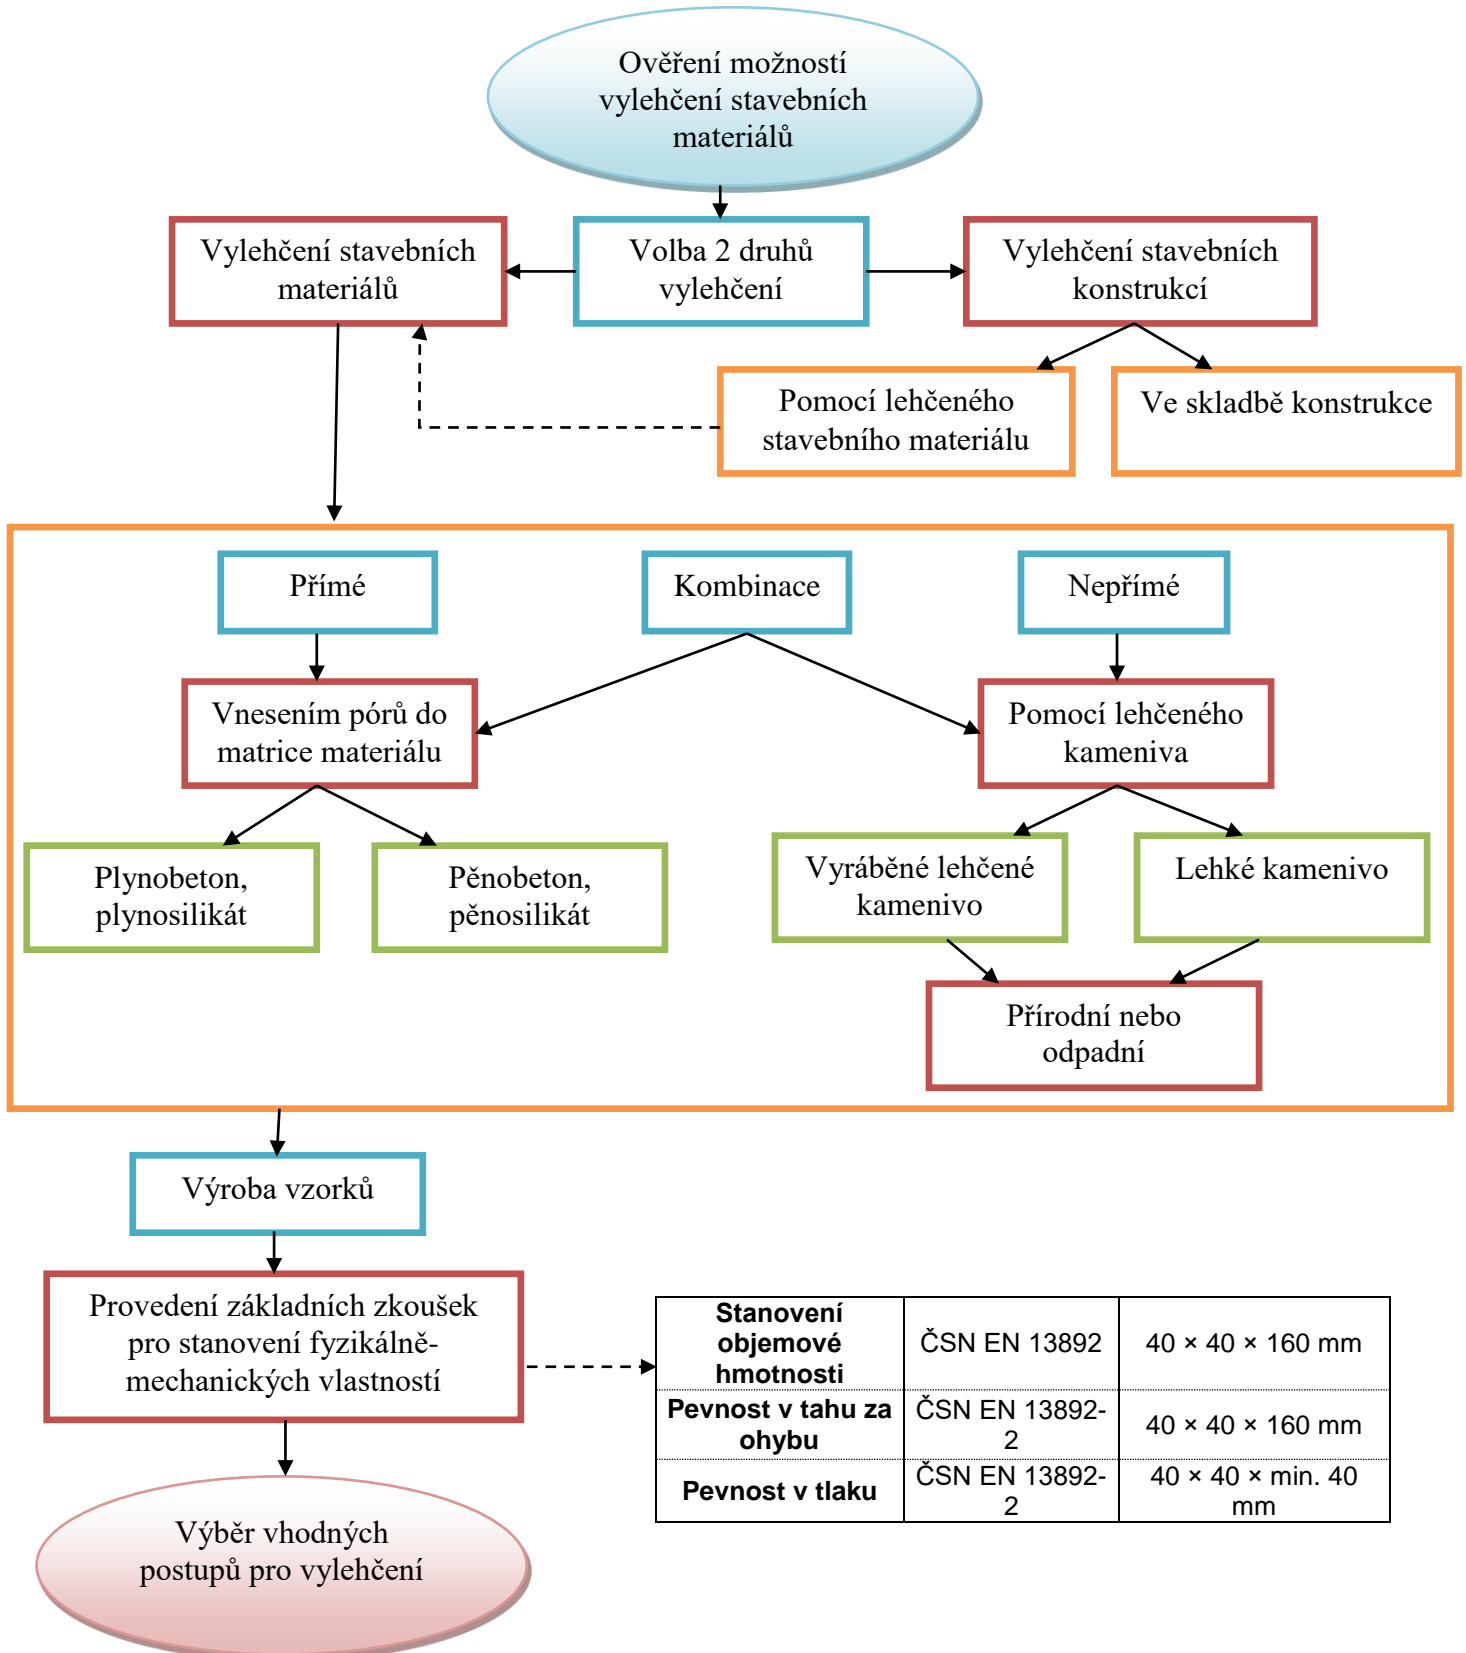 Ověření možností
vylehčení stavebních
materiálů
Vylehčení stavebních
materiálů
Volba 2 druhů
vylehčení
Vylehčení stavebních
konstrukcí
Pomocí lehčeného
stavebního materiálu
Ve skladbě konstrukce
Přímé
Kombinace
Nepřímé
Vnesením pórů do
matrice materiálu
Pomocí lehčeného
kameniva
Plynobeton,
plynosilikát
Pěnobeton,
pěnosilikát
Vyráběné lehčené
kamenivo
Lehké kamenivo
Přírodní nebo
odpadní
Výroba vzorků
Provedení základních zkoušek
pro stanovení fyzikálně-
mechanických vlastností
Stanovení
objemové
hmotnosti
ČSN EN 13892
40 × 40 × 160 mm
Pevnost v tahu za
ohybu
ČSN EN 13892-
2
40 × 40 × 160 mm
Pevnost v tlaku
ČSN EN 13892-
2
40 × 40 × min. 40
mm
Výběr vhodných
postupů pro vylehčení